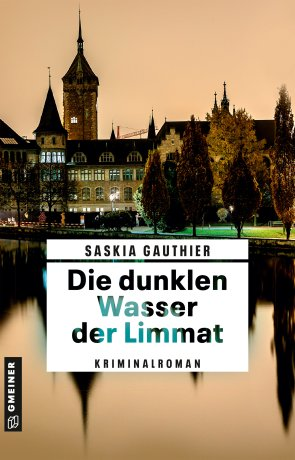 SASKIA GAUTHIER
Die dunklen
Wasser
der Limmat
KRIMINALROMAN
GMEINER